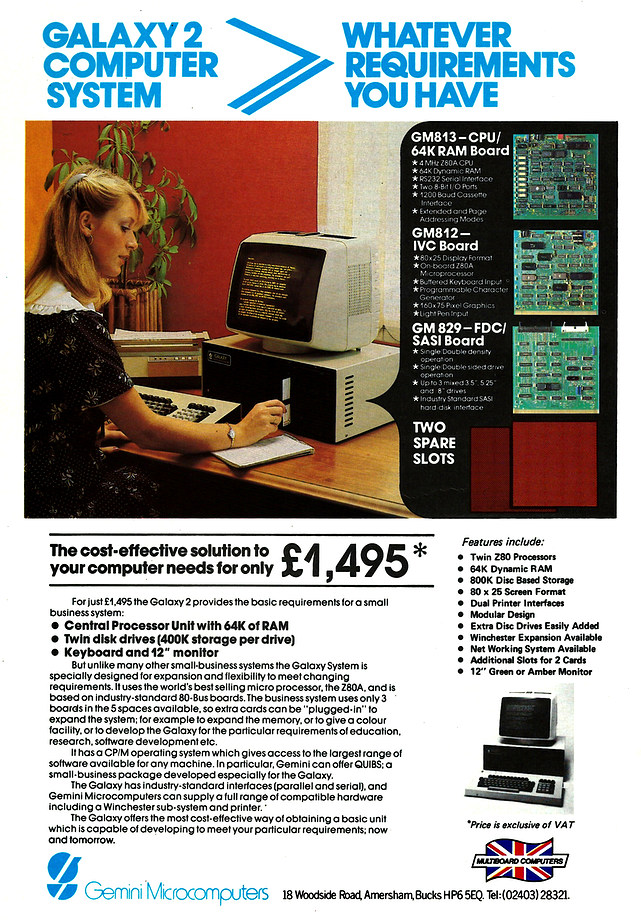 GALAXY 2
COMPUTER
SYSTEM
WHATEVER
REQUIREMENTS
YOU HAVE
GM813–CPU/
64K RAM Board
★ 4 MHz Z80A CPU
★ 64K Dynamic RAM
★ RS232 Serial Interface
★ Two 8-Bit I/O Ports
★ 1200 Baud Cassette
Interface
★ Extended and Page
Addressing Modes
GM812–
IVC Board
★ 80x25 Display Format
★ On-board Z80A
Microprocessor
★ Buffered Keyboard Input
★ Programmable Character
Generator
★ 160x75 Pixel Graphics
★ Light Pen Input
GM 829–FDC/
SASI Board
★ Single Double density
operation
★ Single Double sided drive
operation
★ Up to 3 mixed 3.5", 5.25"
and 8" drives
★ Industry Standard SASI
hard disk interface
TWO
SPARE
SLOTS
The cost-effective solution to
your computer needs for only £1,495*
For just £1,495 the Galaxy 2 provides the basic requirements for a small
business system:
● Central Processor Unit with 64K of RAM
● Twin disk drives (400K storage per drive)
● Keyboard and 12" monitor
But unlike many other small-business systems the Galaxy System is
specially designed for expansion and flexibility to meet changing
requirements. It uses the world's best selling micro processor, the Z80A, and is
based on industry-standard 80-Bus boards. The business system uses only 3
boards in the 5 spaces available, so extra cards can be "plugged-in" to
expand the system; for example to expand the memory, or to give a colour
facility, or to develop the Galaxy for the particular requirements of education,
research, software development etc.
It has a CP/M operating system which gives access to the largest range of
software available for any machine. In particular, Gemini can offer QUIBS; a
small-business package developed especially for the Galaxy.
The Galaxy has industry-standard interfaces (parallel and serial), and
Gemini Microcomputers can supply a full range of compatible hardware
including a Winchester sub-system and printer.
The Galaxy offers the most cost-effective way of obtaining a basic unit
which is capable of developing to meet your particular requirements; now
and tomorrow.
Features include:
● Twin Z80 Processors
● 64K Dynamic RAM
● 800K Disc Based Storage
● 80 x 25 Screen Format
● Dual Printer Interfaces
● Modular Design
● Extra Disc Drives Easily Added
● Winchester Expansion Available
● Net Working System Available
● Additional Slots for 2 Cards
● 12" Green or Amber Monitor
*Price is exclusive of VAT
MULTIBOARD COMPUTERS
Gemini Microcomputers
18 Woodside Road, Amersham, Bucks HP6 5EQ. Tel: (02403) 28321.